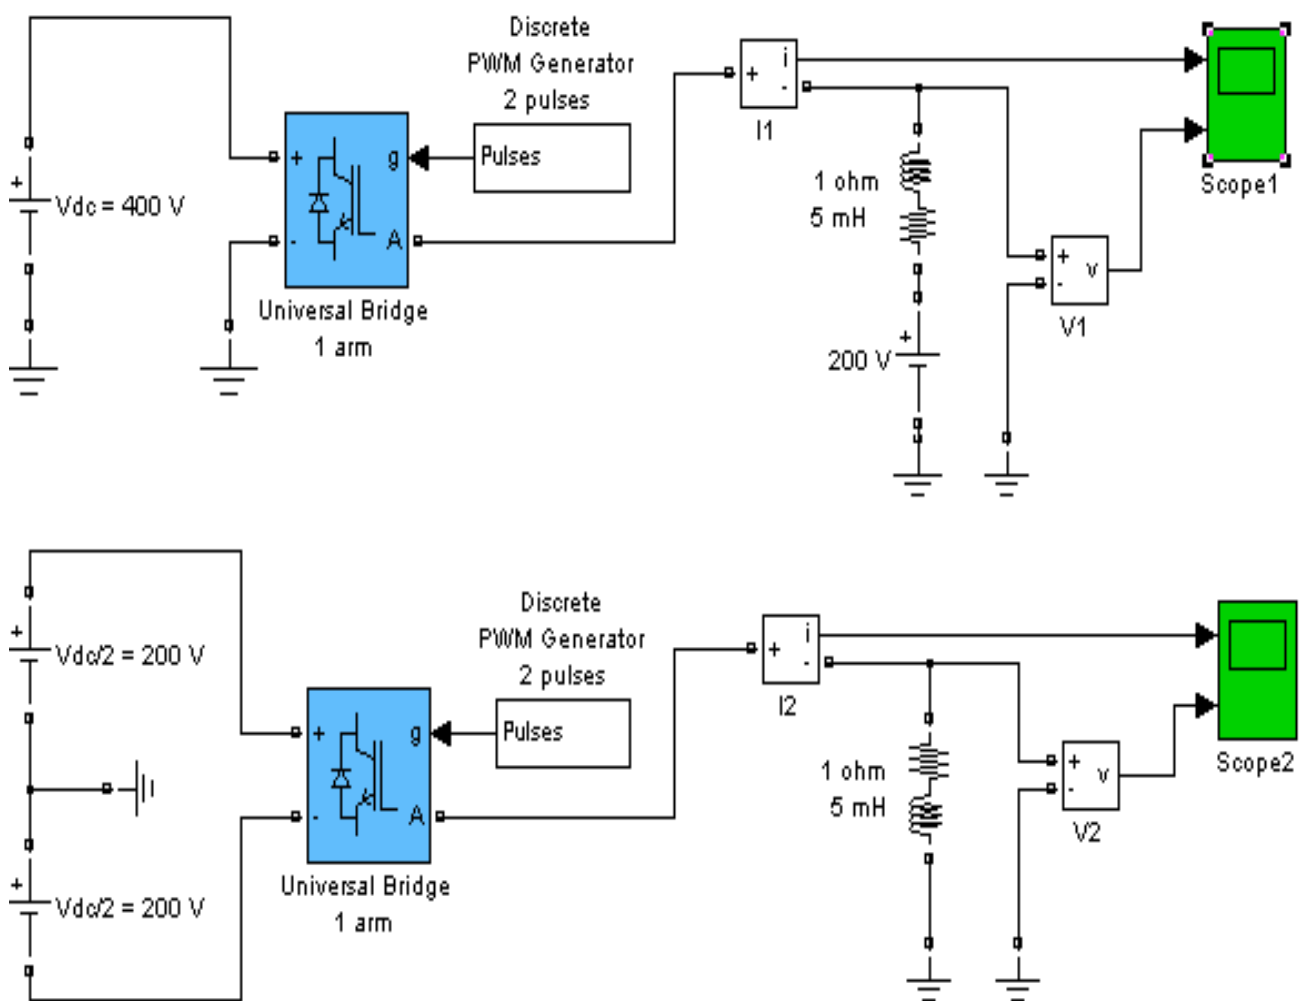 Discrete
PWM Generator
2 pulses
Pulses
+
g
-
A
Universal Bridge
1 arm
+
Vdc = 400 V
+
i
-
I1
1 ohm
5 mH
+
200 V
+
-
v
V1
Scope1
Discrete
PWM Generator
2 pulses
Pulses
+
g
-
A
Universal Bridge
1 arm
+
Vdc/2 = 200 V
+
Vdc/2 = 200 V
+
i
-
I2
1 ohm
5 mH
+
-
v
V2
Scope2